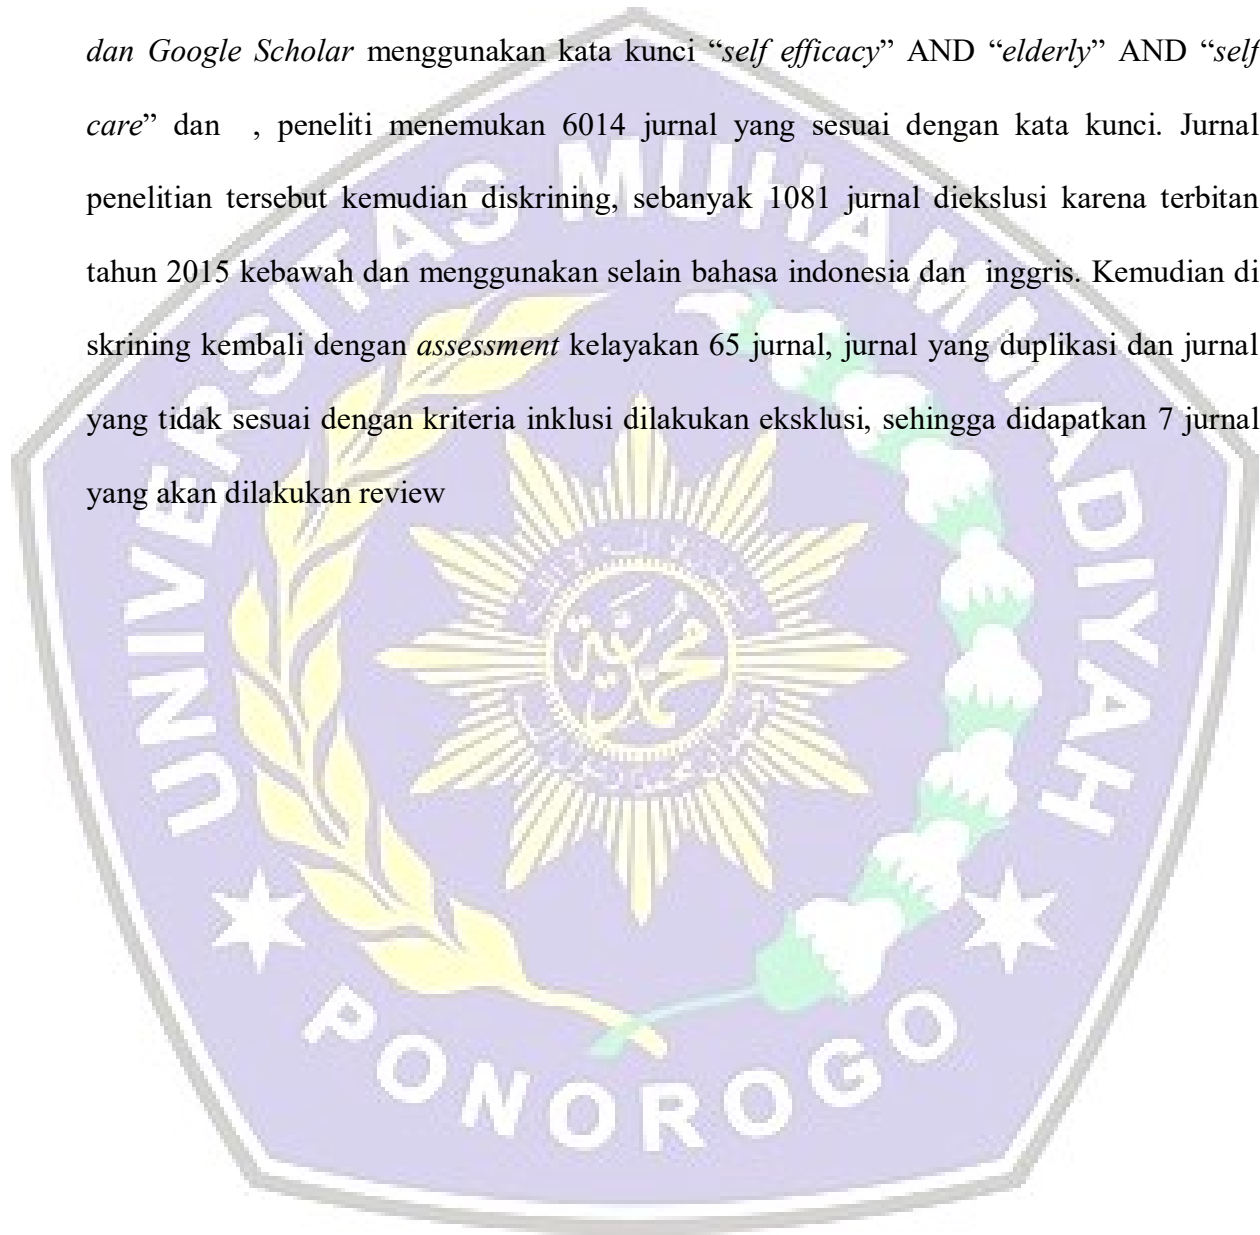 dan Google Scholar menggunakan kata kunci “self efficacy” AND “elderly” AND “self
care” dan , peneliti menemukan 6014 jurnal yang sesuai dengan kata kunci. Jurnal
penelitian tersebut kemudian diskrining, sebanyak 1081 jurnal diekslusi karena terbitan
tahun 2015 kebawah dan menggunakan selain bahasa indonesia dan inggris. Kemudian di
skrining kembali dengan assessment kelayakan 65 jurnal, jurnal yang duplikasi dan jurnal
yang tidak sesuai dengan kriteria inklusi dilakukan eksklusi, sehingga didapatkan 7 jurnal
yang akan dilakukan review
UNIVERSITAS MUHAMMADIYAH
محمدية
PONOROGO